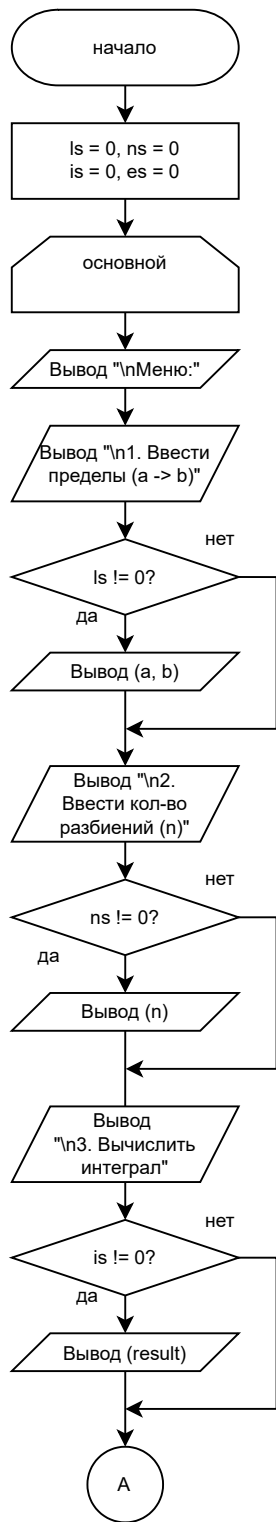 начало
ls = 0, ns = 0
is = 0, es = 0
основной
Вывод "\nМеню:"
Вывод "\n1. Ввести
пределы (a -> b)"
нет
ls != 0?
да
Вывод (a, b)
Вывод "\n2.
Ввести кол-во
разбиений (n)"
нет
ns != 0?
да
Вывод (n)
Вывод
"\n3. Вычислить
интеграл"
нет
is != 0?
да
Вывод (result)
A